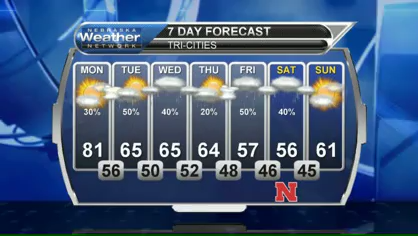 NEBRASKA
Weather
NETWORK
7 DAY FORECAST
TRI-CITIES
MON TUE WED THU FRI SAT SUN
30% 50% 40% 20% 50% 40%
81 65 65 64 57 56 61
56 50 52 48 46 45
N